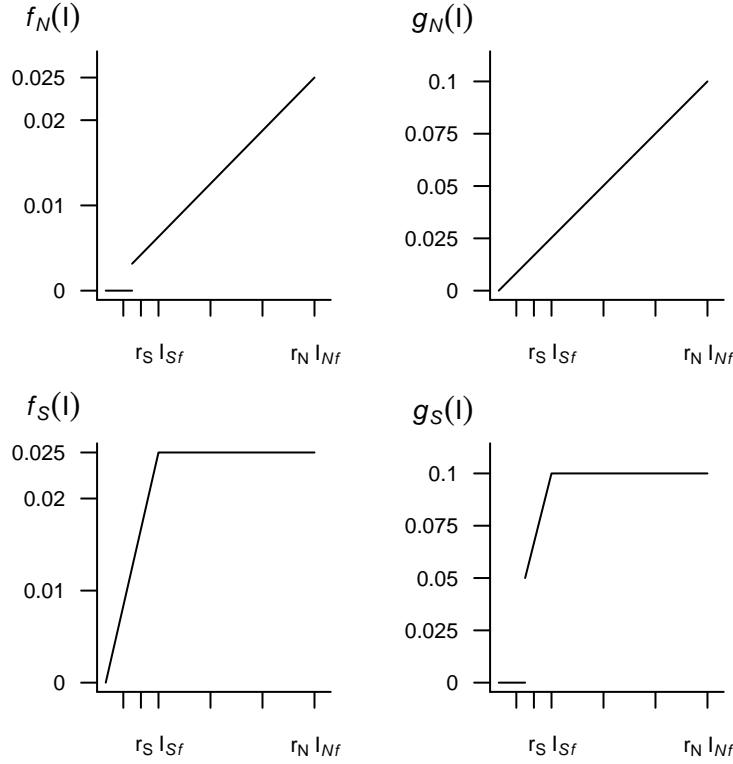 f_N(I)
0.025
0.02
0.01
0
r_S I_Sf
r_N I_Nf
g_N(I)
0.1
0.075
0.05
0.025
0
r_S I_Sf
r_N I_Nf
f_S(I)
0.025
0.02
0.01
0
r_S I_Sf
r_N I_Nf
g_S(I)
0.1
0.075
0.05
0.025
0
r_S I_Sf
r_N I_Nf